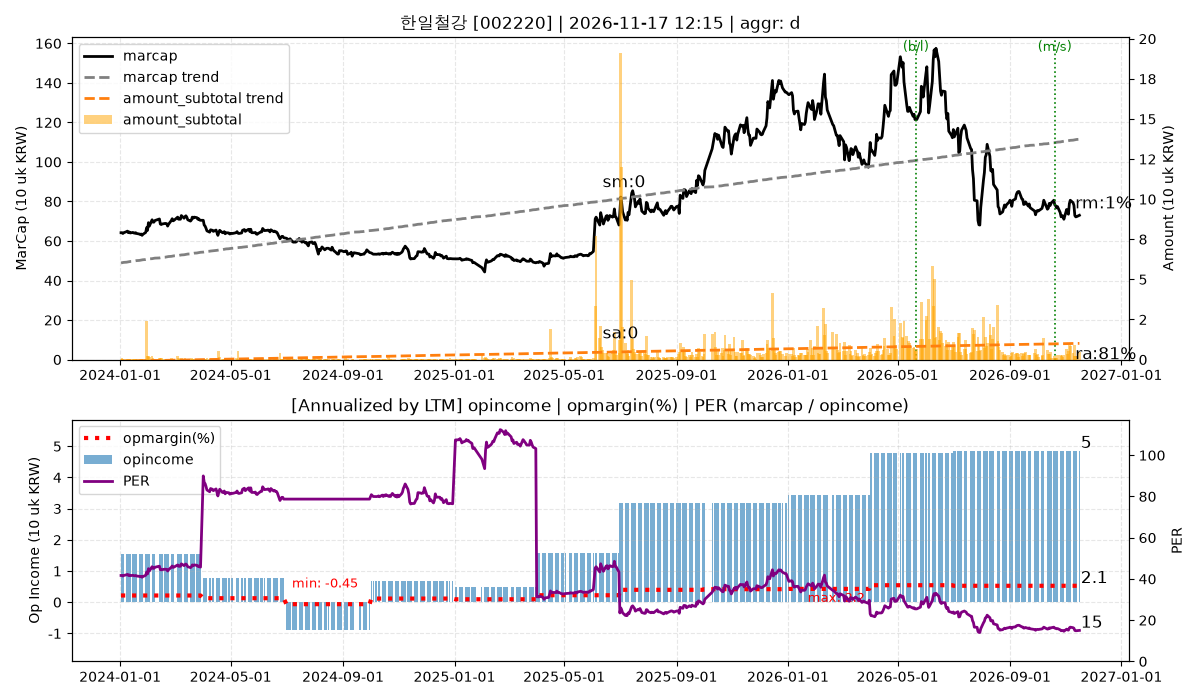 한일철강 [002220] | 2026-11-17 12:15 | aggr: d
MarCap (10 uk KRW)
160
140
120
100
80
60
40
20
0
marcap
marcap trend
amount_subtotal trend
amount_subtotal
sm:0
sa:0
(b/l)
(m/s)
rm:1%
ra:81%
20
18
15
12
10
8
5
2
0
Amount (10 uk KRW)
2024-01-01 2024-05-01 2024-09-01 2025-01-01 2025-05-01 2025-09-01 2026-01-01 2026-05-01 2026-09-01 2027-01-01
[Annualized by LTM] opincome | opmargin(%) | PER (marcap / opincome)
Op Income (10 uk KRW)
5
4
3
2
1
0
-1
opmargin(%)
opincome
PER
min: -0.45
5
2.1
15
100
80
60
40
20
0
PER
2024-01-01 2024-05-01 2024-09-01 2025-01-01 2025-05-01 2025-09-01 2026-01-01 2026-05-01 2026-09-01 2027-01-01